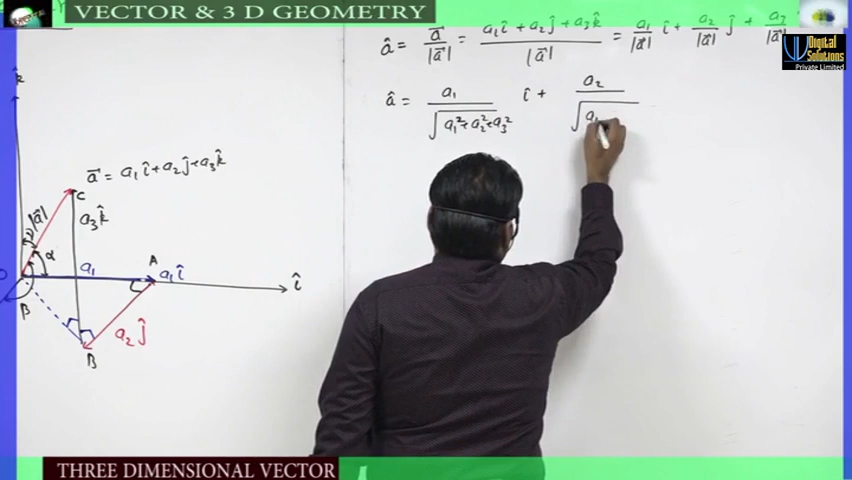 VECTOR & 3 D GEOMETRY
Digital
Solutions
Private Limited
â = a⃗ / |a⃗| = (a₁î + a₂ĵ + a₃k̂) / |a⃗| = a₁/|a⃗| î + a₂/|a⃗| ĵ + a₃/|a⃗|
â = a₁ / √(a₁² + a₂² + a₃²) î + a₂ / √(a₁
k̂
a⃗ = a₁î + a₂ĵ + a₃k̂
C
|a⃗|
a₃k̂
γ
α
A
O
a₁
a₁î
î
β
a₂ĵ
B
THREE DIMENSIONAL VECTOR